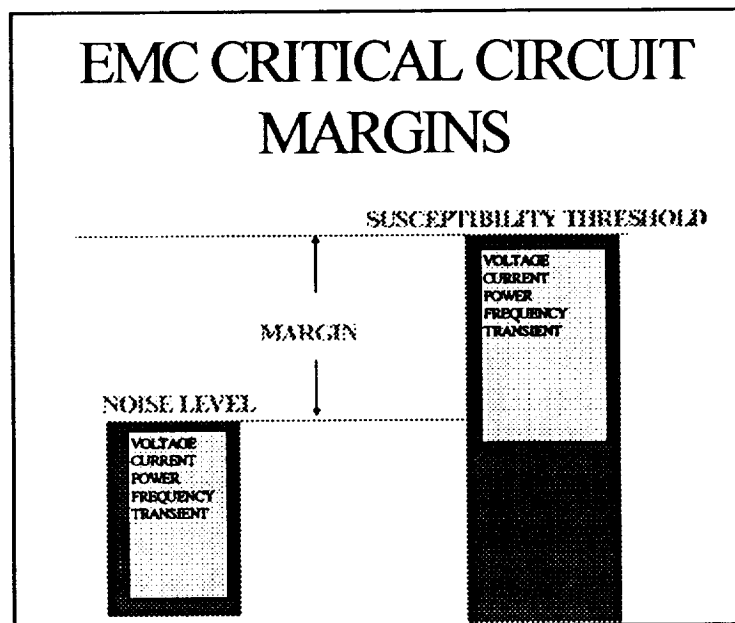 EMC CRITICAL CIRCUIT
MARGINS
SUSCEPTIBILITY THRESHOLD
VOLTAGE
CURRENT
POWER
FREQUENCY
TRANSIENT
MARGIN
NOISE LEVEL
VOLTAGE
CURRENT
POWER
FREQUENCY
TRANSIENT